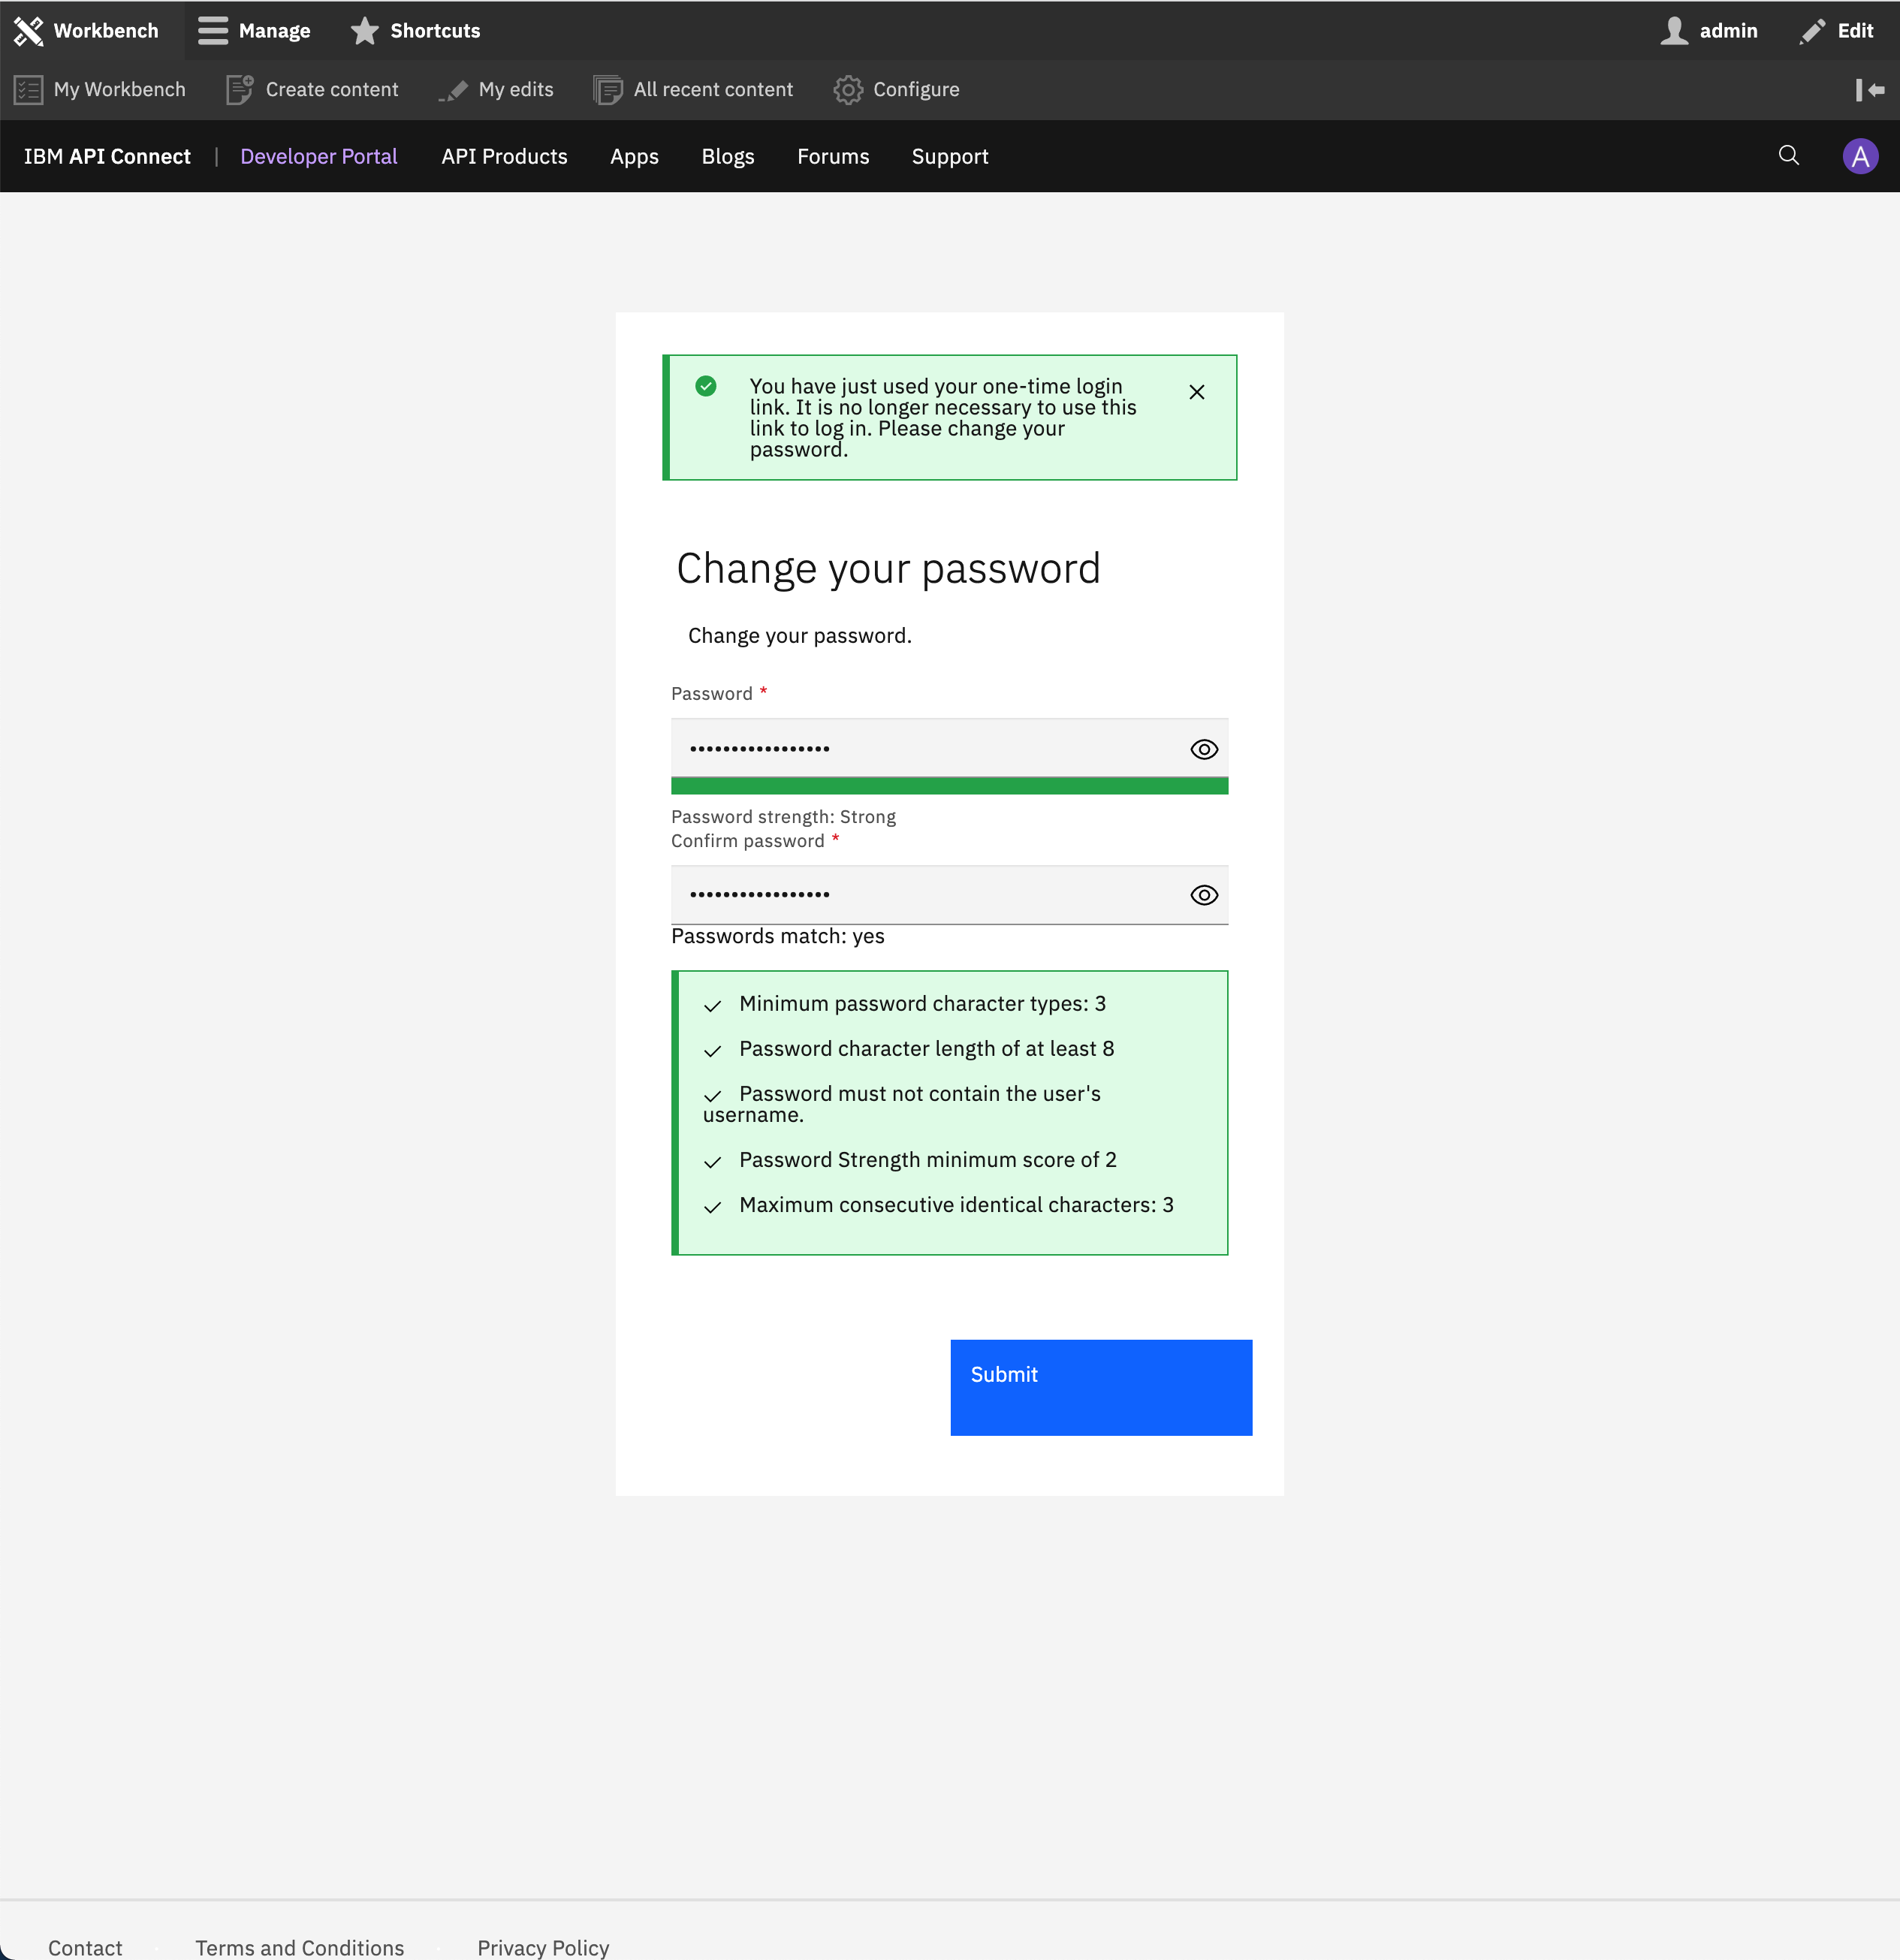 Workbench Manage Shortcuts admin Edit
My Workbench Create content My edits All recent content Configure
IBM API Connect | Developer Portal API Products Apps Blogs Forums Support A
You have just used your one-time login
link. It is no longer necessary to use this
link to log in. Please change your
password.
Change your password
Change your password.
Password *
•••••••••••••••••
Password strength: Strong
Confirm password *
•••••••••••••••••
Passwords match: yes
Minimum password character types: 3
Password character length of at least 8
Password must not contain the user's
username.
Password Strength minimum score of 2
Maximum consecutive identical characters: 3
Submit
Contact Terms and Conditions Privacy Policy